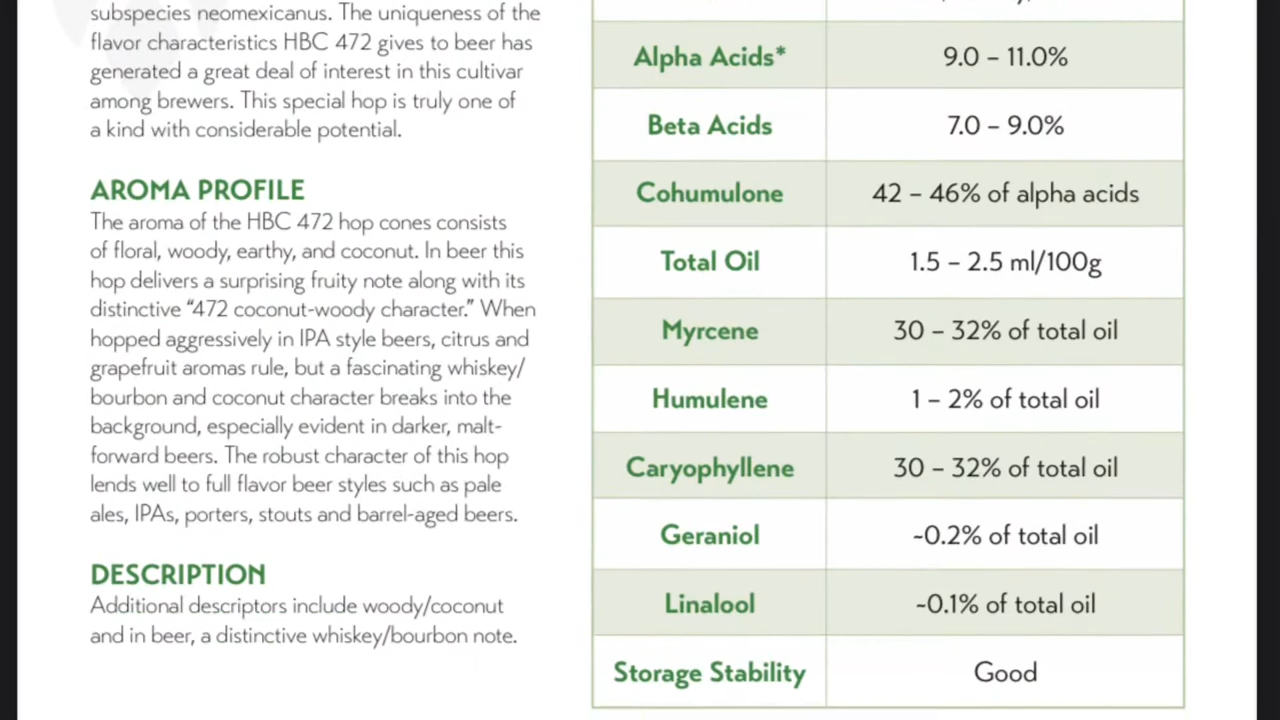 subspecies neomexicanus. The uniqueness of the
flavor characteristics HBC 472 gives to beer has
generated a great deal of interest in this cultivar
among brewers. This special hop is truly one of
a kind with considerable potential.
AROMA PROFILE
The aroma of the HBC 472 hop cones consists
of floral, woody, earthy, and coconut. In beer this
hop delivers a surprising fruity note along with its
distinctive “472 coconut-woody character.” When
hopped aggressively in IPA style beers, citrus and
grapefruit aromas rule, but a fascinating whiskey/
bourbon and coconut character breaks into the
background, especially evident in darker, malt-
forward beers. The robust character of this hop
lends well to full flavor beer styles such as pale
ales, IPAs, porters, stouts and barrel-aged beers.
DESCRIPTION
Additional descriptors include woody/coconut
and in beer, a distinctive whiskey/bourbon note.
Alpha Acids* 9.0 – 11.0%
Beta Acids 7.0 – 9.0%
Cohumulone 42 – 46% of alpha acids
Total Oil 1.5 – 2.5 ml/100g
Myrcene 30 – 32% of total oil
Humulene 1 – 2% of total oil
Caryophyllene 30 – 32% of total oil
Geraniol ~0.2% of total oil
Linalool ~0.1% of total oil
Storage Stability Good